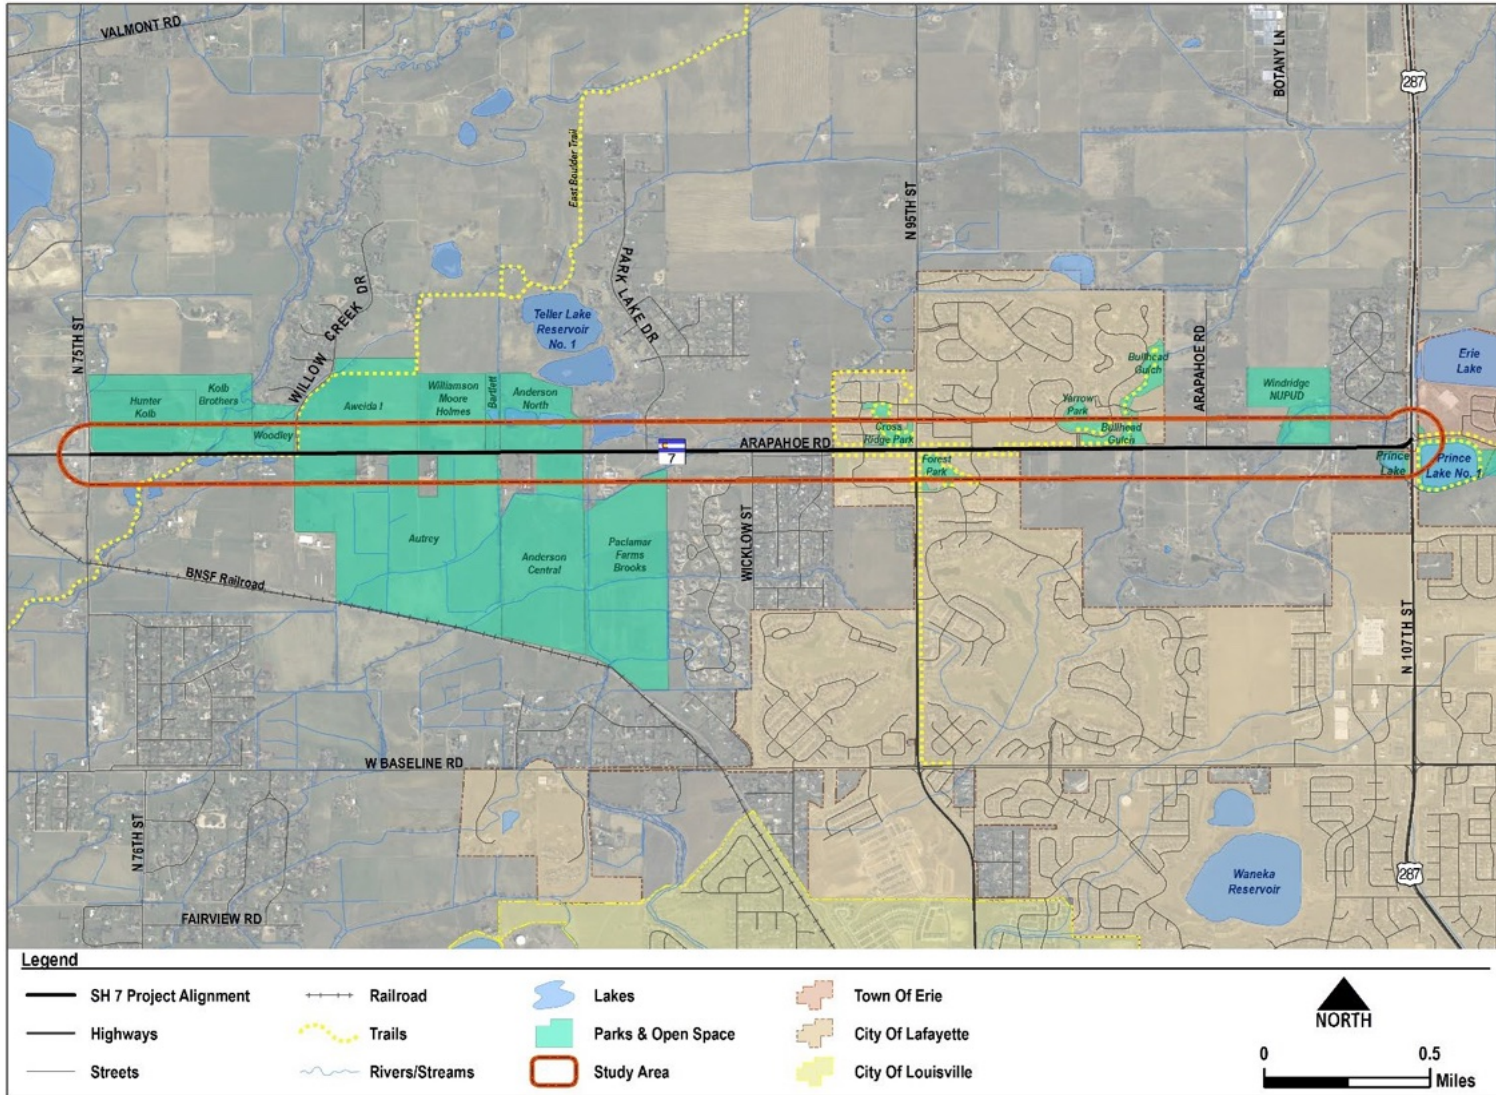 VALMONT RD
BOTANY LN
287
East Boulder Trail
N 95TH ST
PARK LAKE DR
WILLOW CREEK DR
N 75TH ST
Teller Lake
Reservoir
No. 1
ARAPAHOE RD
Erie
Lake
Bullhead
Gulch
Hunter
Kolb
Kolb
Brothers
Aweida I
Williamson
Moore
Holmes
Bartlett
Anderson
North
Windridge
NUPUD
Yarrow
Park
Woodley
Cross
Ridge Park
Bullhead
Gulch
ARAPAHOE RD
7
Forest
Park
Prince
Lake
Prince
Lake No. 1
Autrey
Anderson
Central
Paclamar
Farms
Brooks
WICKLOW ST
BNSF Railroad
N 107TH ST
W BASELINE RD
N 76TH ST
Waneka
Reservoir
287
FAIRVIEW RD
Legend
SH 7 Project Alignment
Highways
Streets
Railroad
Trails
Rivers/Streams
Lakes
Parks & Open Space
Study Area
Town Of Erie
City Of Lafayette
City Of Louisville
NORTH
0 0.5
Miles